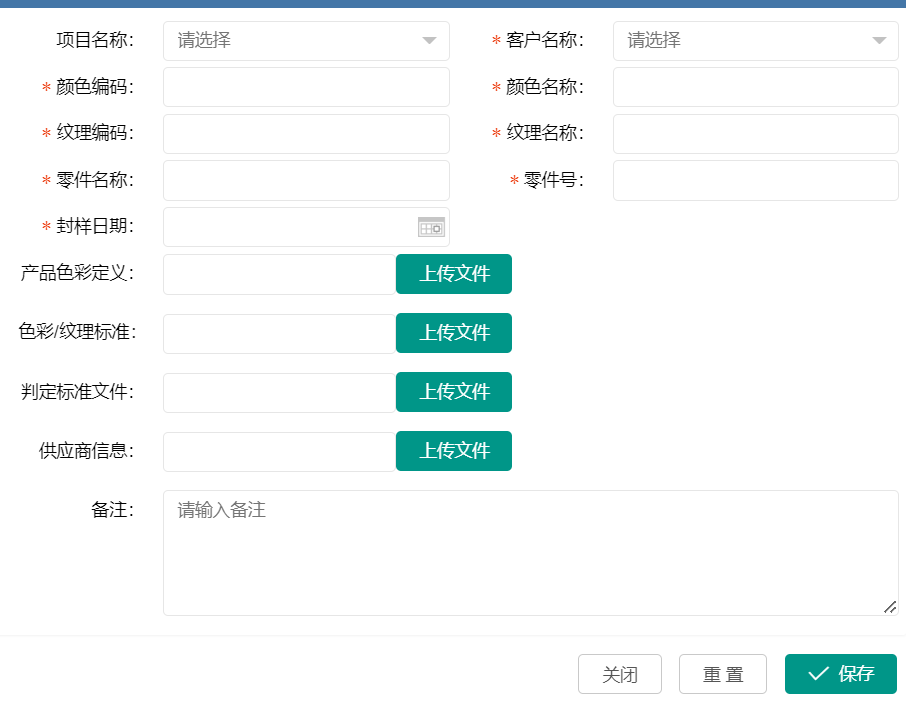 项目名称： 请选择 * 客户名称： 请选择
* 颜色编码： * 颜色名称：
* 纹理编码： * 纹理名称：
* 零件名称： * 零件号：
* 封样日期：
产品色彩定义： 上传文件
色彩/纹理标准： 上传文件
判定标准文件： 上传文件
供应商信息： 上传文件
备注： 请输入备注
关闭 重置 保存